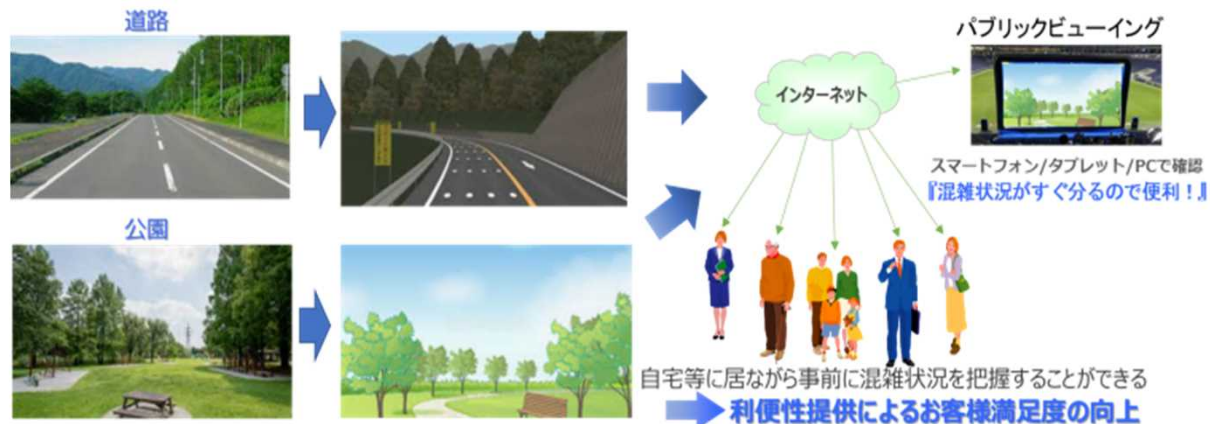 道路
パブリックビューイング
インターネット
スマートフォン/タブレット/PCで確認
『混雑状況がすぐ分るので便利！』
公園
自宅等に居ながら事前に混雑状況を把握することができる
利便性提供によるお客様満足度の向上